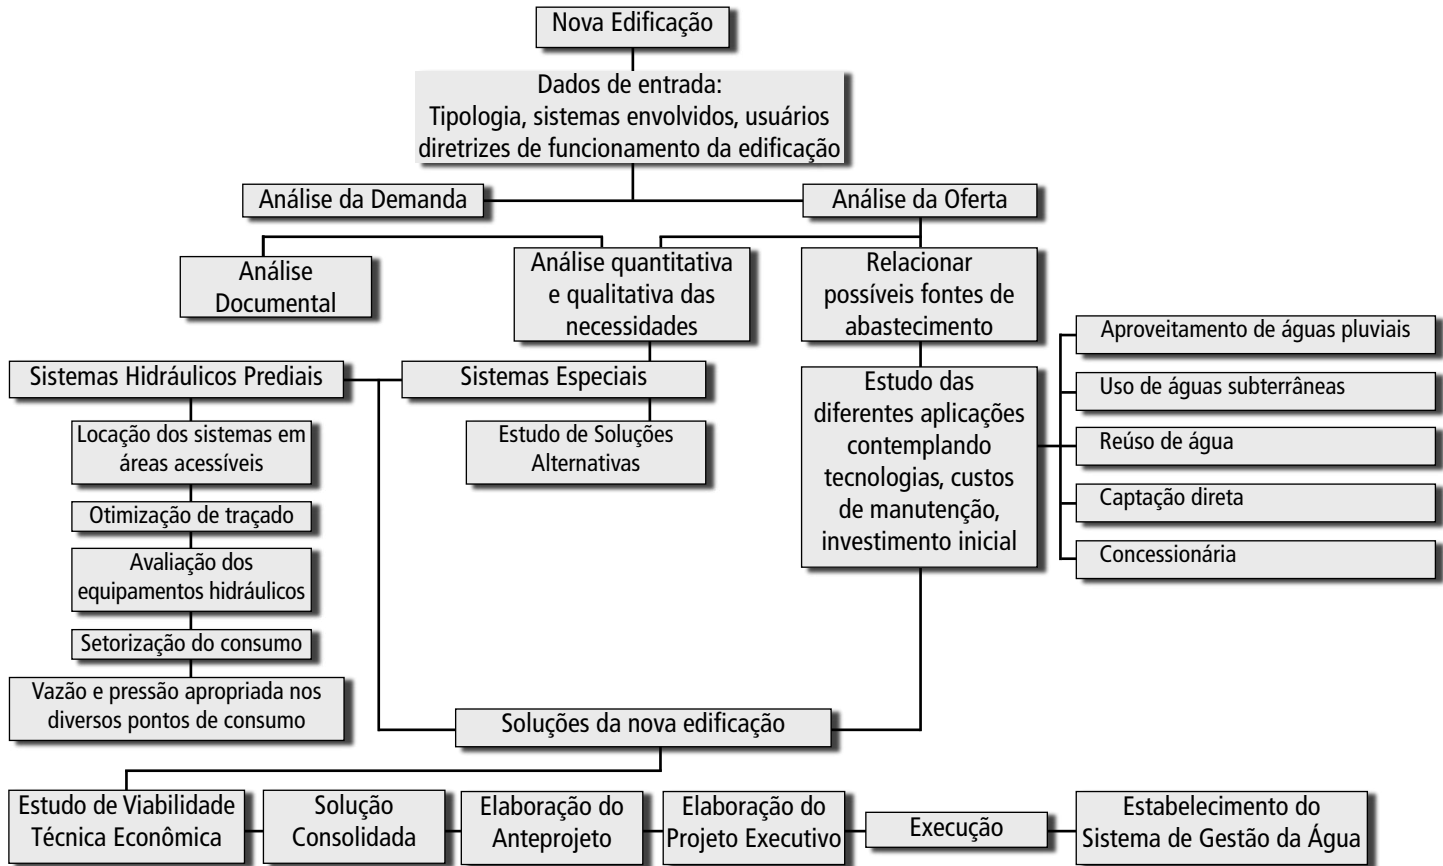 Nova Edificação
Dados de entrada:
Tipologia, sistemas envolvidos, usuários
diretrizes de funcionamento da edificação
Análise da Demanda
Análise da Oferta
Análise
Documental
Análise quantitativa
e qualitativa das
necessidades
Relacionar
possíveis fontes de
abastecimento
Sistemas Hidráulicos Prediais
Sistemas Especiais
Estudo das
diferentes aplicações
contemplando
tecnologias, custos
de manutenção,
investimento inicial
Aproveitamento de águas pluviais
Uso de águas subterrâneas
Reúso de água
Captação direta
Concessionária
Locação dos sistemas em
áreas acessíveis
Estudo de Soluções
Alternativas
Otimização de traçado
Avaliação dos
equipamentos hidráulicos
Setorização do consumo
Vazão e pressão apropriada nos
diversos pontos de consumo
Soluções da nova edificação
Estudo de Viabilidade
Técnica Econômica
Solução
Consolidada
Elaboração do
Anteprojeto
Elaboração do
Projeto Executivo
Execução
Estabelecimento do
Sistema de Gestão da Água